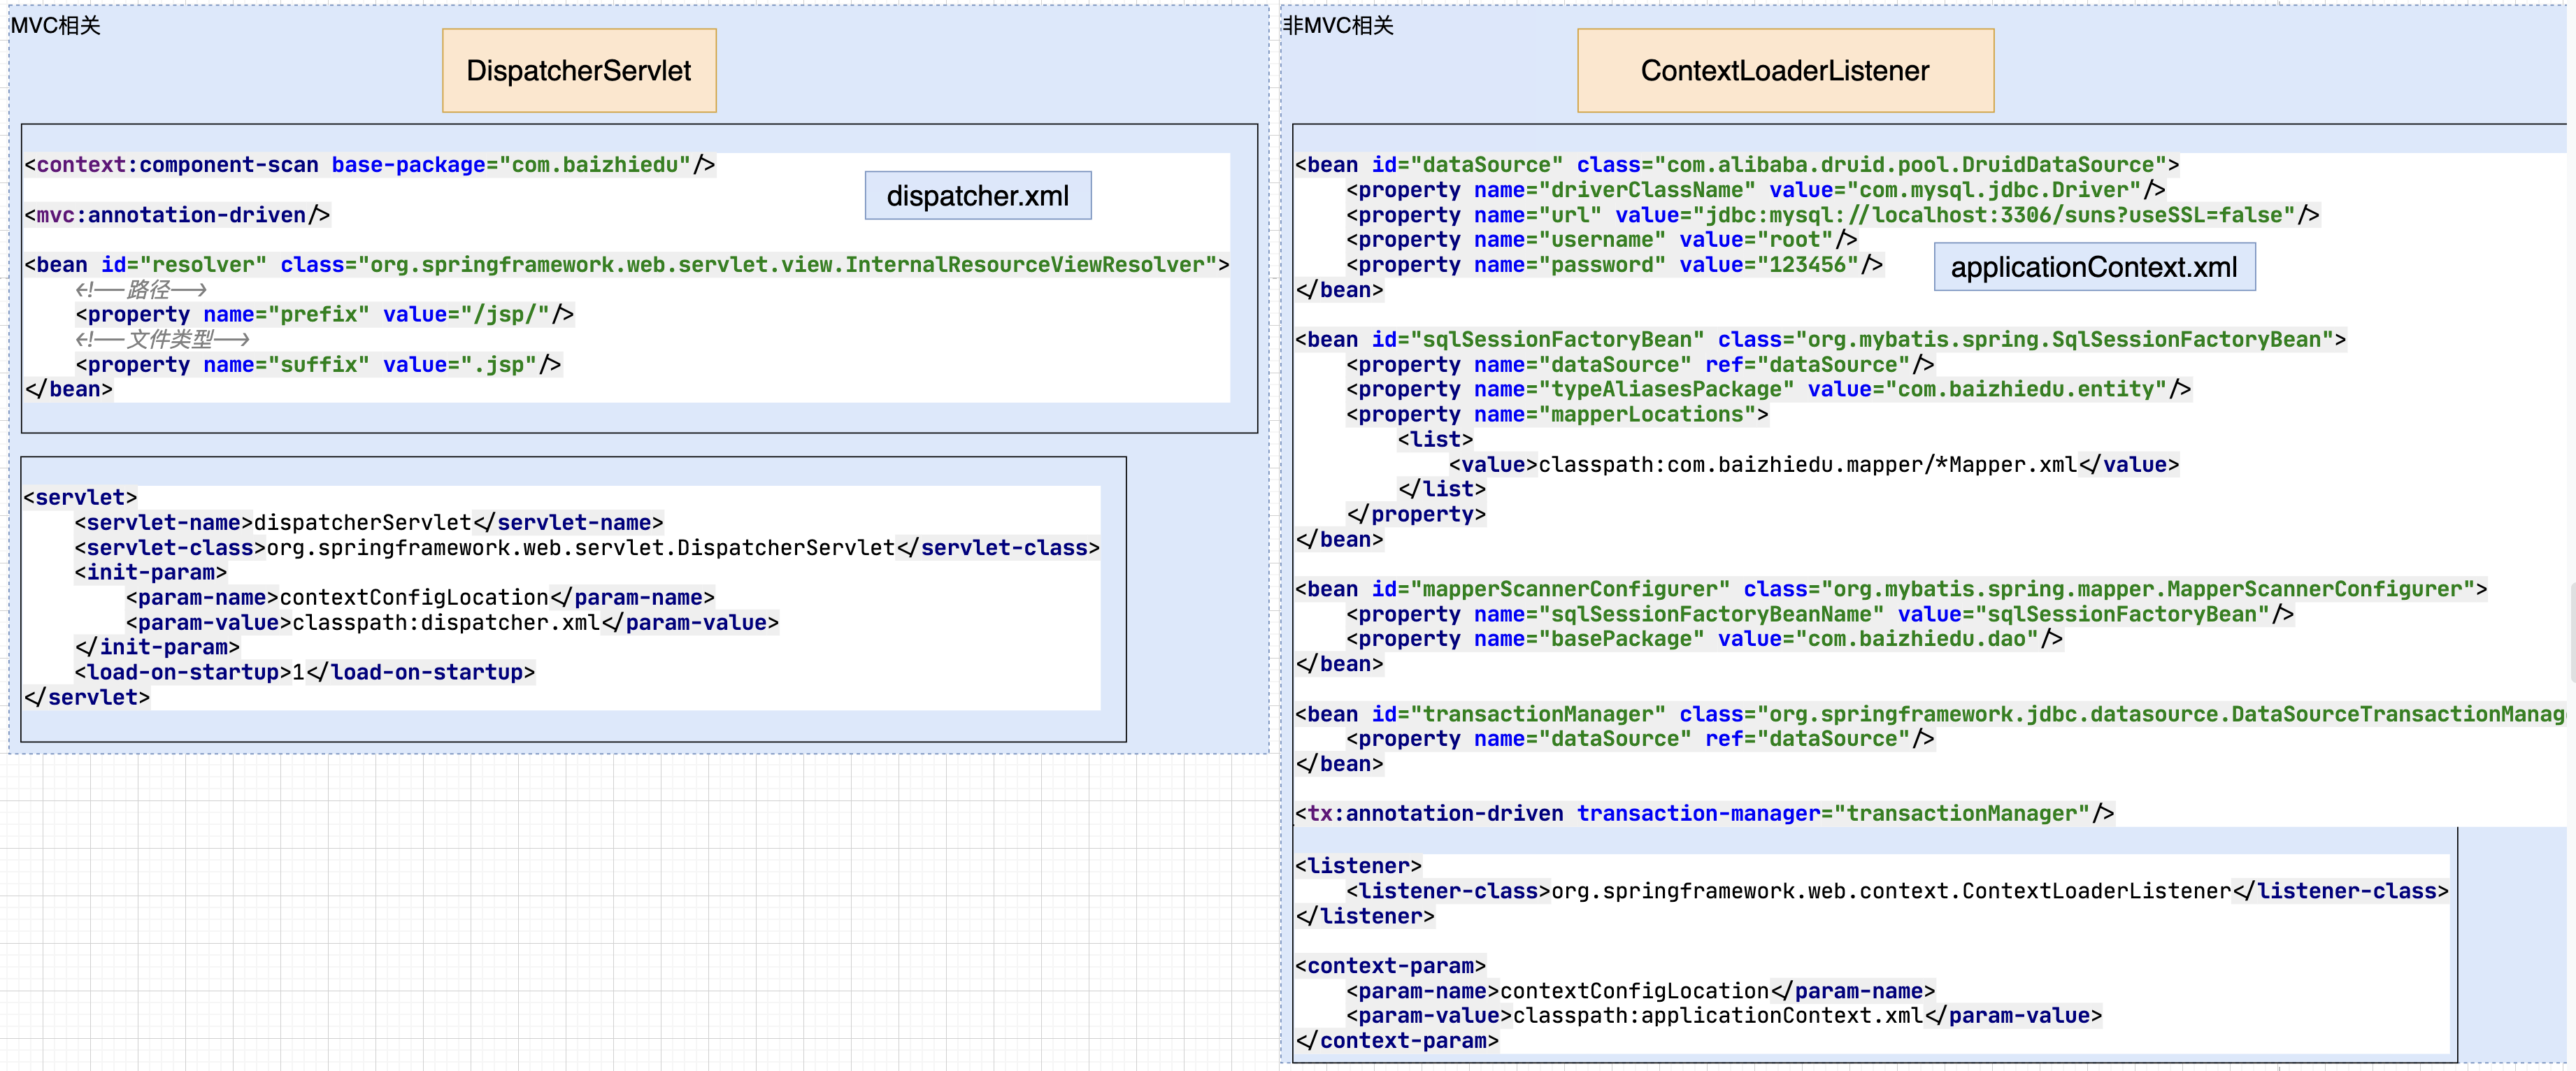 MVC相关
DispatcherServlet
<context:component-scan base-package="com.baizhiedu"/>
dispatcher.xml
<mvc:annotation-driven/>
<bean id="resolver" class="org.springframework.web.servlet.view.InternalResourceViewResolver">
<!--路径-->
<property name="prefix" value="/jsp/"/>
<!--文件类型-->
<property name="suffix" value=".jsp"/>
</bean>
<servlet>
<servlet-name>dispatcherServlet</servlet-name>
<servlet-class>org.springframework.web.servlet.DispatcherServlet</servlet-class>
<init-param>
<param-name>contextConfigLocation</param-name>
<param-value>classpath:dispatcher.xml</param-value>
</init-param>
<load-on-startup>1</load-on-startup>
</servlet>
非MVC相关
ContextLoaderListener
<bean id="dataSource" class="com.alibaba.druid.pool.DruidDataSource">
<property name="driverClassName" value="com.mysql.jdbc.Driver"/>
<property name="url" value="jdbc:mysql://localhost:3306/suns?useSSL=false"/>
<property name="username" value="root"/>
<property name="password" value="123456"/>
applicationContext.xml
</bean>
<bean id="sqlSessionFactoryBean" class="org.mybatis.spring.SqlSessionFactoryBean">
<property name="dataSource" ref="dataSource"/>
<property name="typeAliasesPackage" value="com.baizhiedu.entity"/>
<property name="mapperLocations">
<list>
<value>classpath:com.baizhiedu.mapper/*Mapper.xml</value>
</list>
</property>
</bean>
<bean id="mapperScannerConfigurer" class="org.mybatis.spring.mapper.MapperScannerConfigurer">
<property name="sqlSessionFactoryBeanName" value="sqlSessionFactoryBean"/>
<property name="basePackage" value="com.baizhiedu.dao"/>
</bean>
<bean id="transactionManager" class="org.springframework.jdbc.datasource.DataSourceTransactionManag
<property name="dataSource" ref="dataSource"/>
</bean>
<tx:annotation-driven transaction-manager="transactionManager"/>
<listener>
<listener-class>org.springframework.web.context.ContextLoaderListener</listener-class>
</listener>
<context-param>
<param-name>contextConfigLocation</param-name>
<param-value>classpath:applicationContext.xml</param-value>
</context-param>